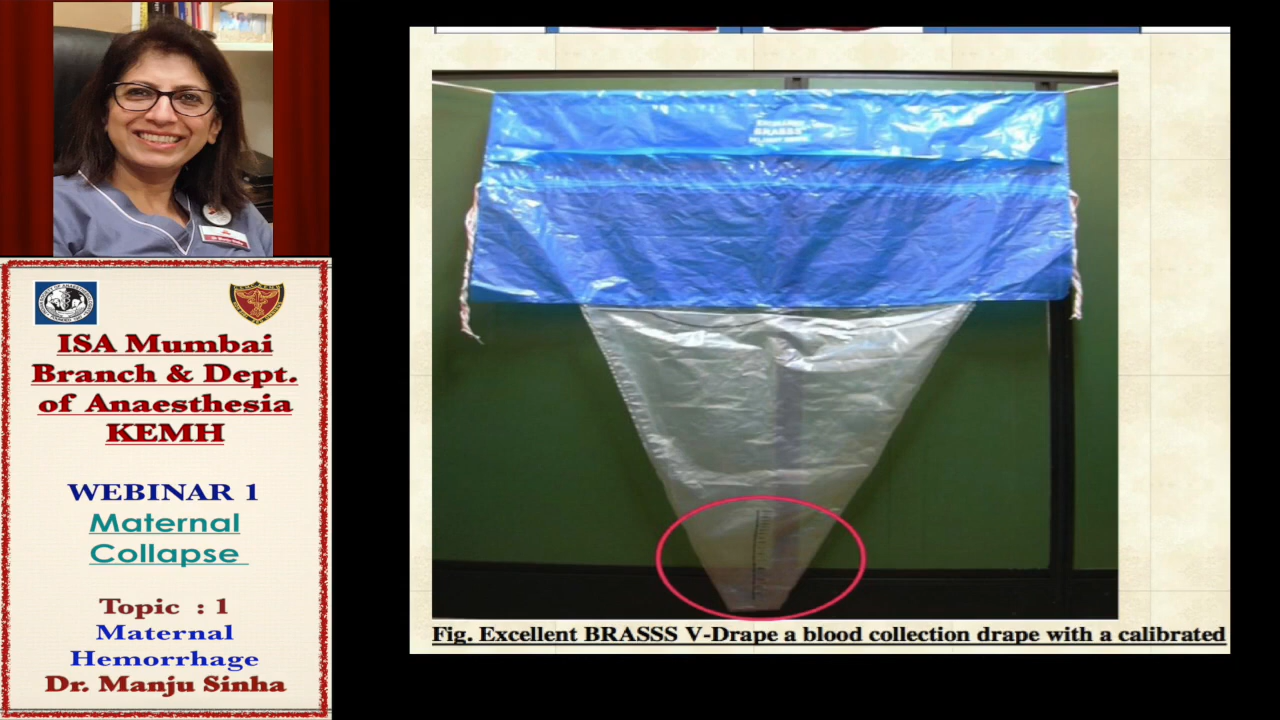 ISA Mumbai
Branch & Dept.
of Anaesthesia
KEMH
WEBINAR 1
Maternal
Collapse
Topic : 1
Maternal
Hemorrhage
Dr. Manju Sinha
BRASSS
Fig. Excellent BRASSS V-Drape a blood collection drape with a calibrated